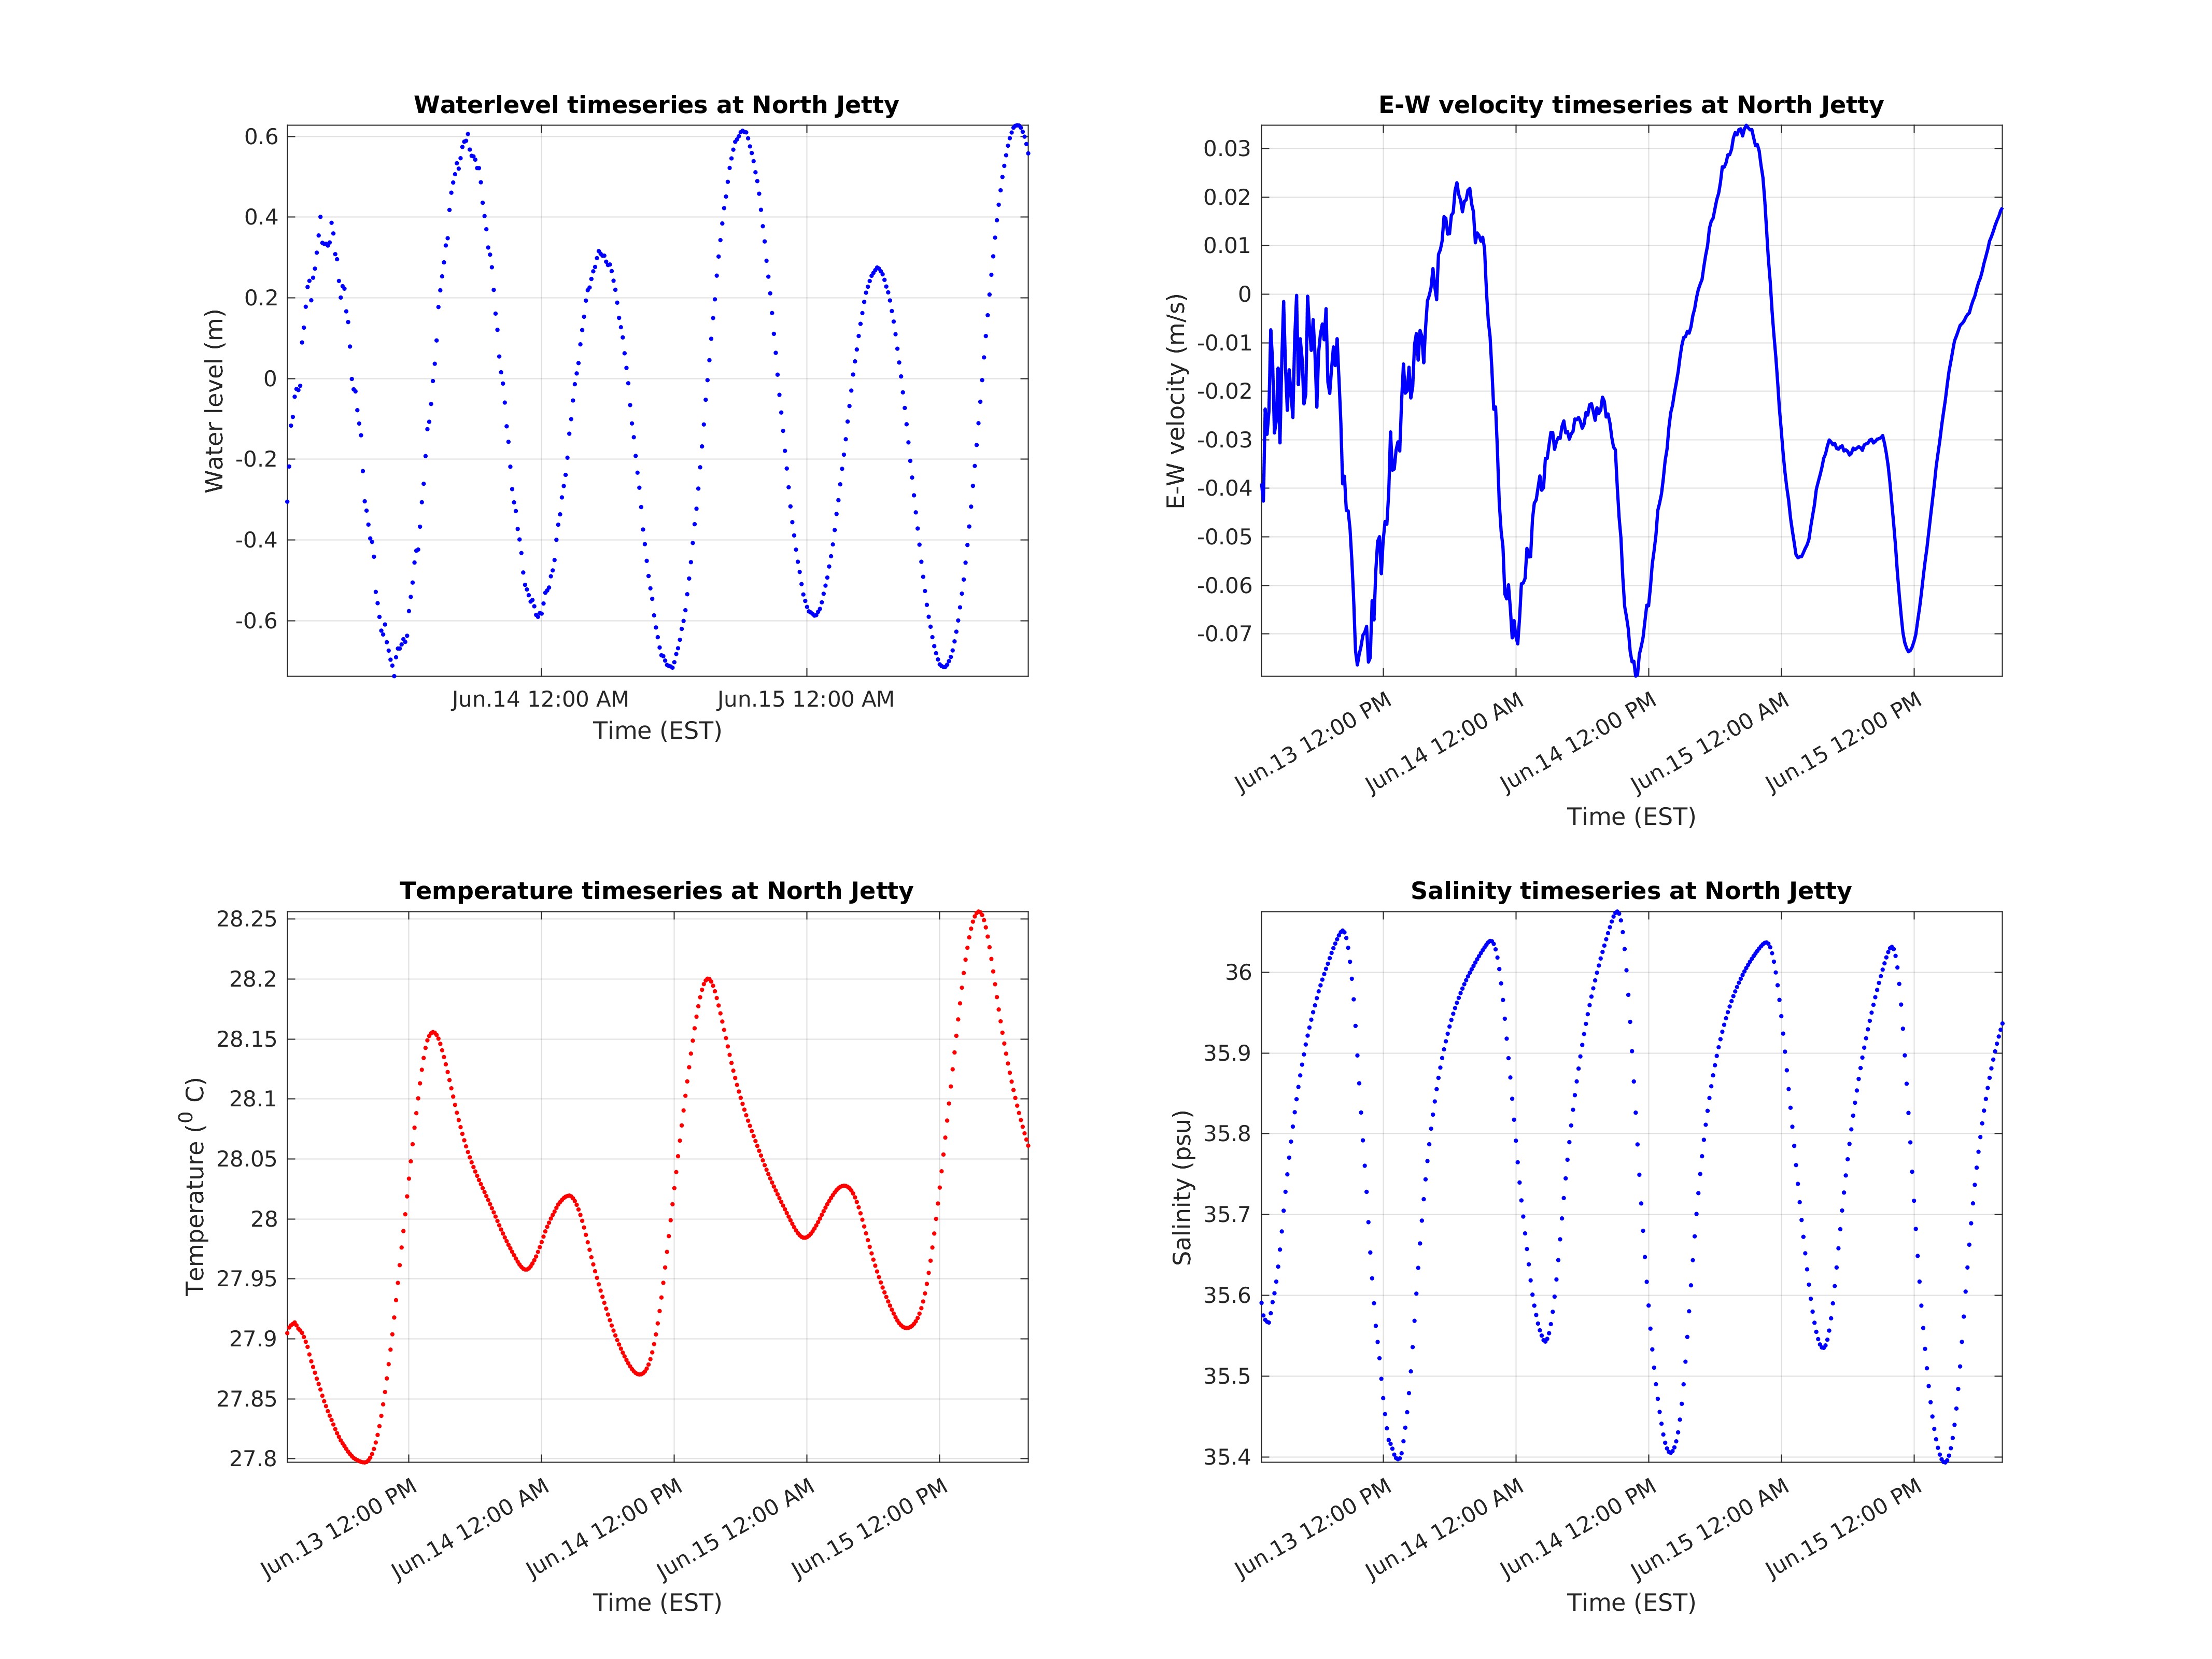 Waterlevel timeseries at North Jetty
0.6
0.4
0.2
0
-0.2
-0.4
-0.6
Water level (m)
Jun.14 12:00 AM
Jun.15 12:00 AM
Time (EST)
E-W velocity timeseries at North Jetty
0.03
0.02
0.01
0
-0.01
-0.02
-0.03
-0.04
-0.05
-0.06
-0.07
E-W velocity (m/s)
Jun.13 12:00 PM
Jun.14 12:00 AM
Jun.14 12:00 PM
Jun.15 12:00 AM
Jun.15 12:00 PM
Time (EST)
Temperature timeseries at North Jetty
28.25
28.2
28.15
28.1
28.05
28
27.95
27.9
27.85
27.8
Temperature (⁰ C)
Jun.13 12:00 PM
Jun.14 12:00 AM
Jun.14 12:00 PM
Jun.15 12:00 AM
Jun.15 12:00 PM
Time (EST)
Salinity timeseries at North Jetty
36
35.9
35.8
35.7
35.6
35.5
35.4
Salinity (psu)
Jun.13 12:00 PM
Jun.14 12:00 AM
Jun.14 12:00 PM
Jun.15 12:00 AM
Jun.15 12:00 PM
Time (EST)